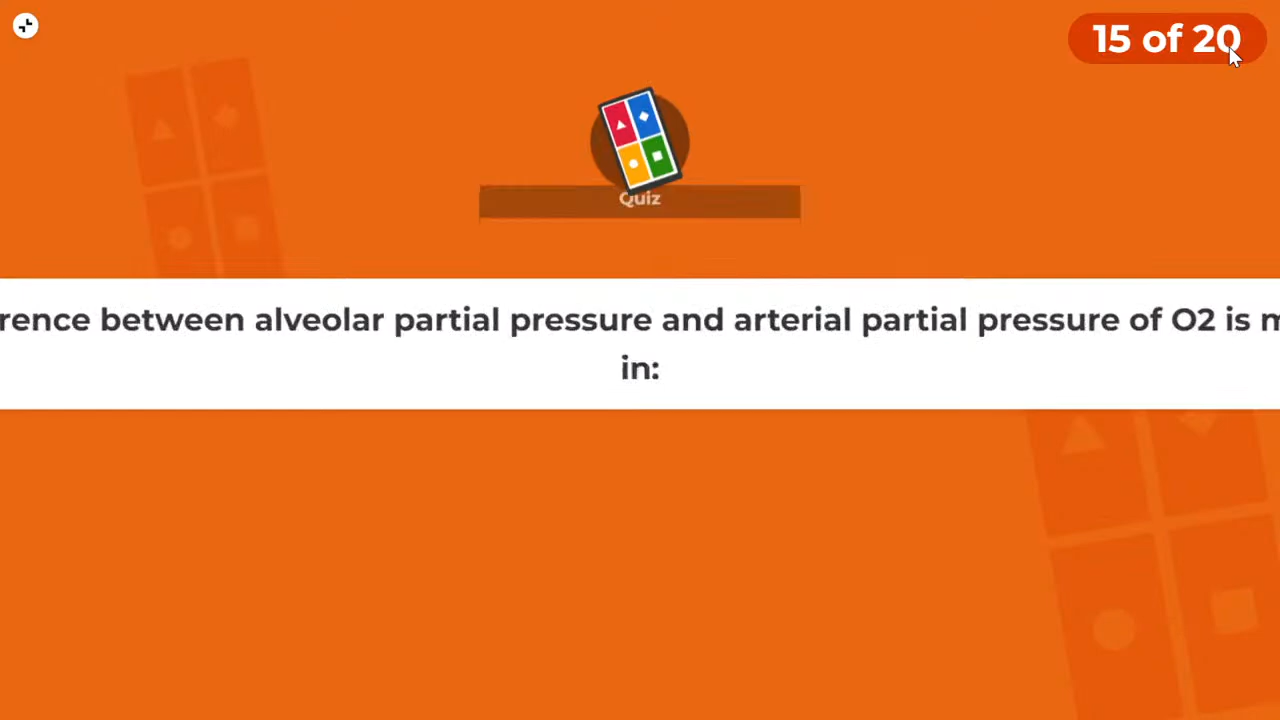 15 of 20
Quiz
rence between alveolar partial pressure and arterial partial pressure of O2 is
in: